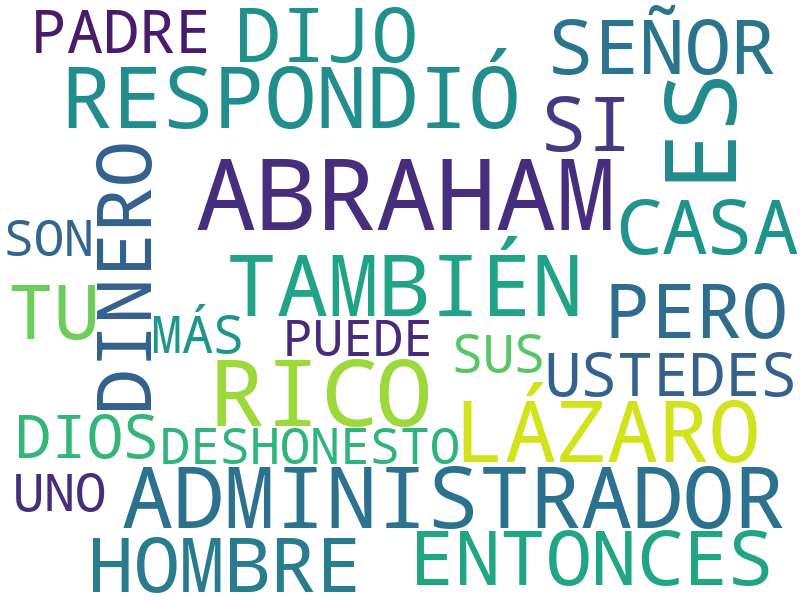 PADRE DIJO SEÑOR
RESPONDIÓ SI ES
DINERO ABRAHAM CASA
SON TAMBIÉN
TU MÁS PUEDE PERO
RICO SUS USTEDES
DIOS DESHONESTO LÁZARO
UNO ADMINISTRADOR
HOMBRE ENTONCES